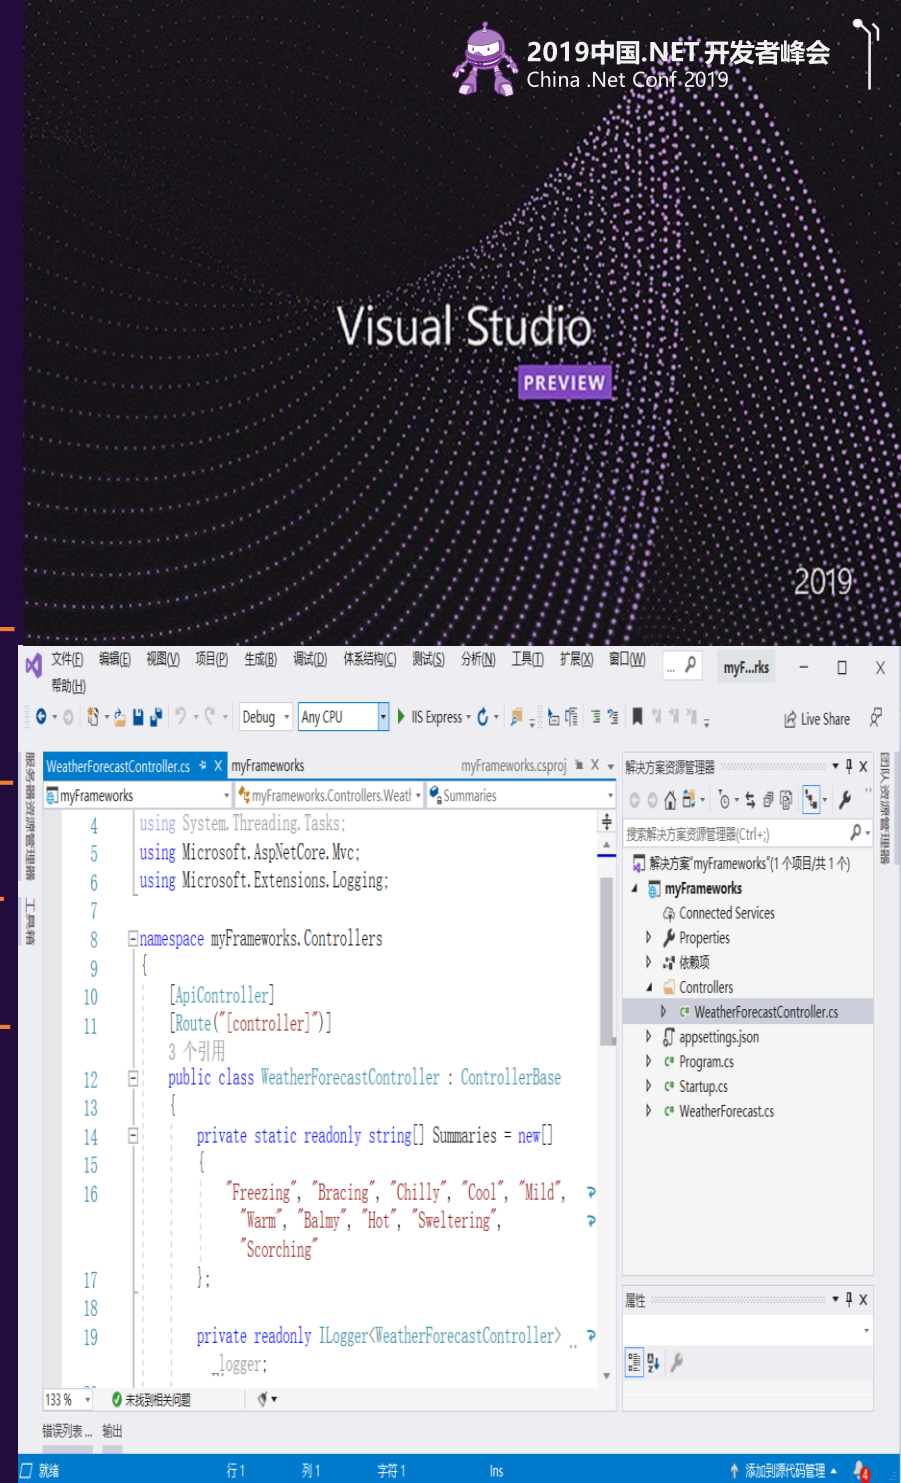 2019中国.NET开发者峰会
China .Net Conf 2019
Visual Studio
PREVIEW
2019
文件(F) 编辑(E) 视图(V) 项目(P) 生成(B) 调试(D) 体系结构(C) 测试(S) 分析(N) 工具(T) 扩展(X) 窗口(W) ... myF...rks
帮助(H)
Debug Any CPU IIS Express Live Share
服务器资源管理器
工具箱
WeatherForecastController.cs myFrameworks myFrameworks.csproj
myFrameworks myFrameworks.Controllers.Weatl Summaries
4 using System.Threading.Tasks;
5 using Microsoft.AspNetCore.Mvc;
6 using Microsoft.Extensions.Logging;
7
8 namespace myFrameworks.Controllers
9 {
10 [ApiController]
11 [Route("[controller]")]
3 个引用
12 public class WeatherForecastController : ControllerBase
13 {
14 private static readonly string[] Summaries = new[]
15 {
16 "Freezing", "Bracing", "Chilly", "Cool", "Mild",
"Warm", "Balmy", "Hot", "Sweltering",
"Scorching"
17 };
18
19 private readonly ILogger<WeatherForecastController>
_logger;
133 % 未找到相关问题
解决方案资源管理器
搜索解决方案资源管理器(Ctrl+;)
解决方案"myFrameworks"(1 个项目/共 1 个)
myFrameworks
Connected Services
Properties
依赖项
Controllers
WeatherForecastController.cs
appsettings.json
Program.cs
Startup.cs
WeatherForecast.cs
属性
团队资源管理器
错误列表 ... 输出
就绪 行 1 列 1 字符 1 Ins 添加到源代码管理 4